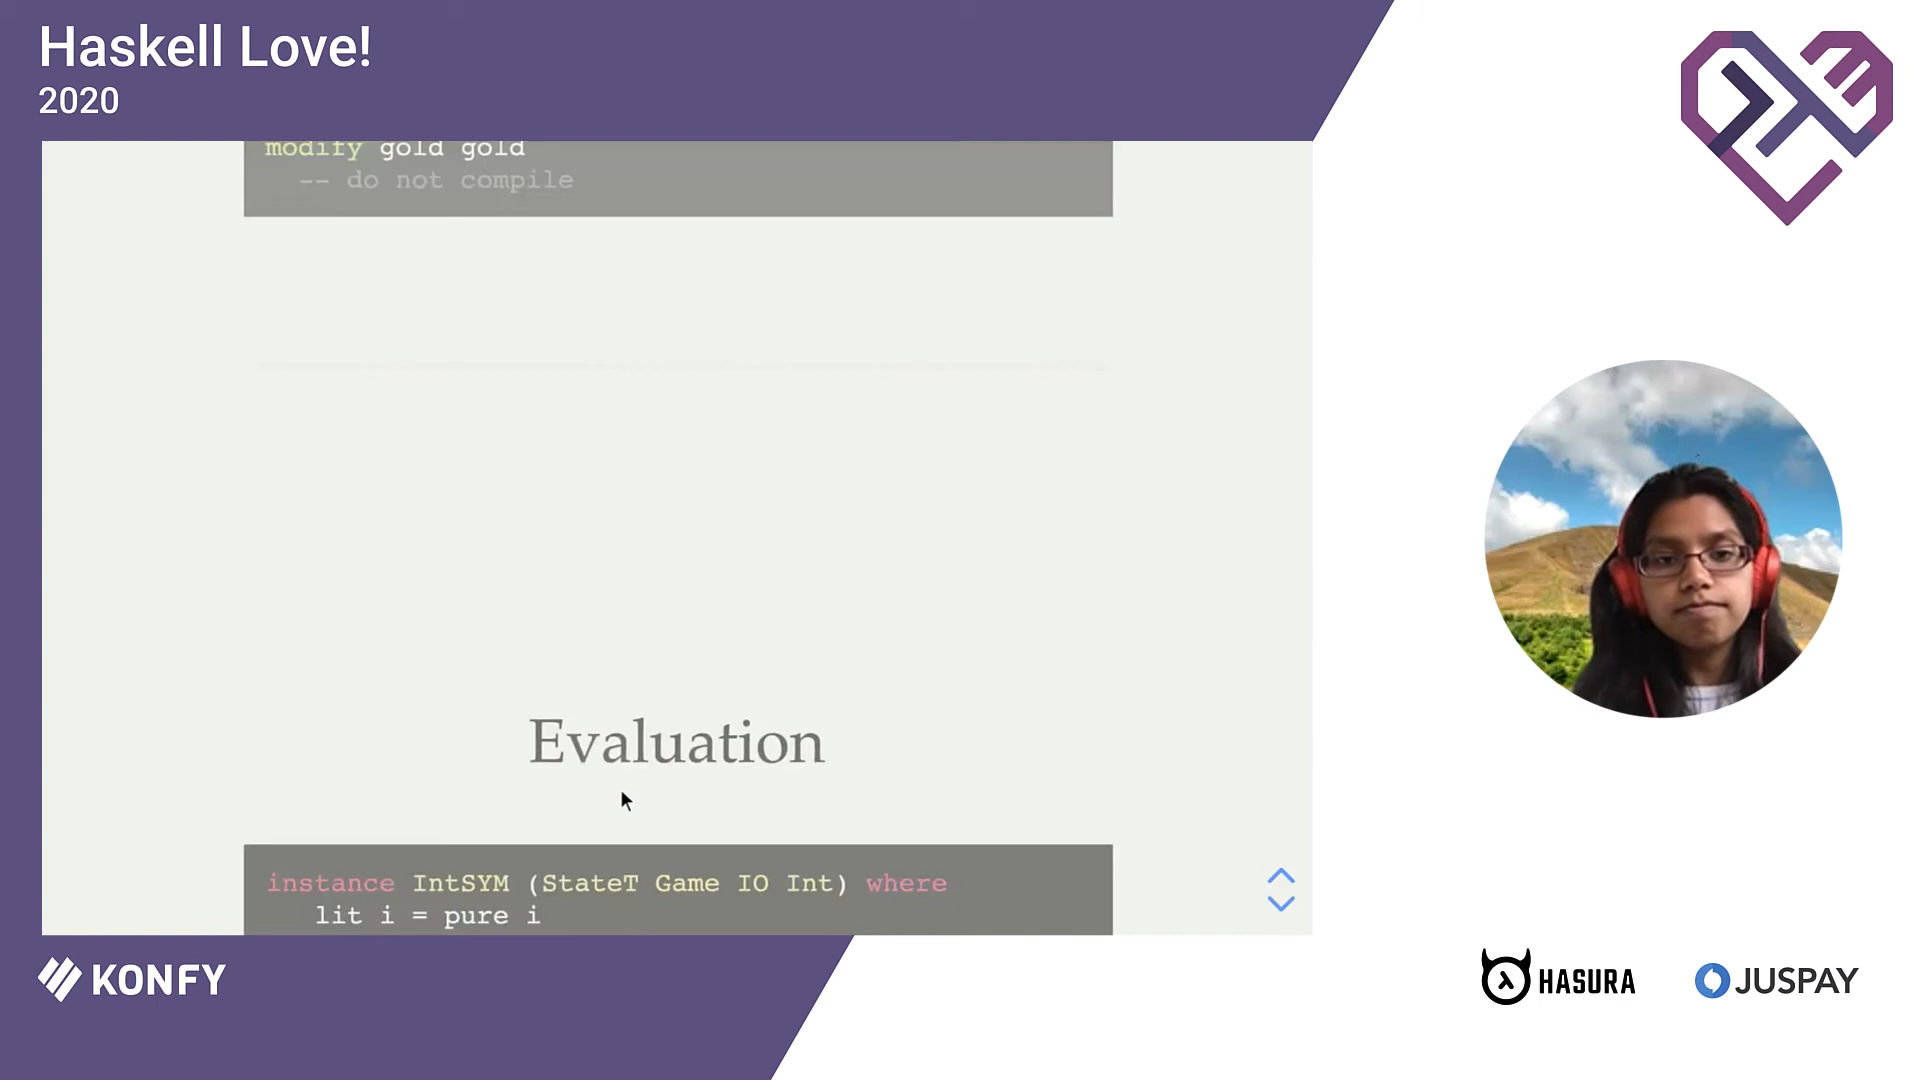 Haskell Love!
2020
modify gold gold
-- do not compile
Evaluation
instance IntSYM (StateT Game IO Int) where
lit i = pure i
KONFY
HASURA
JUSPAY